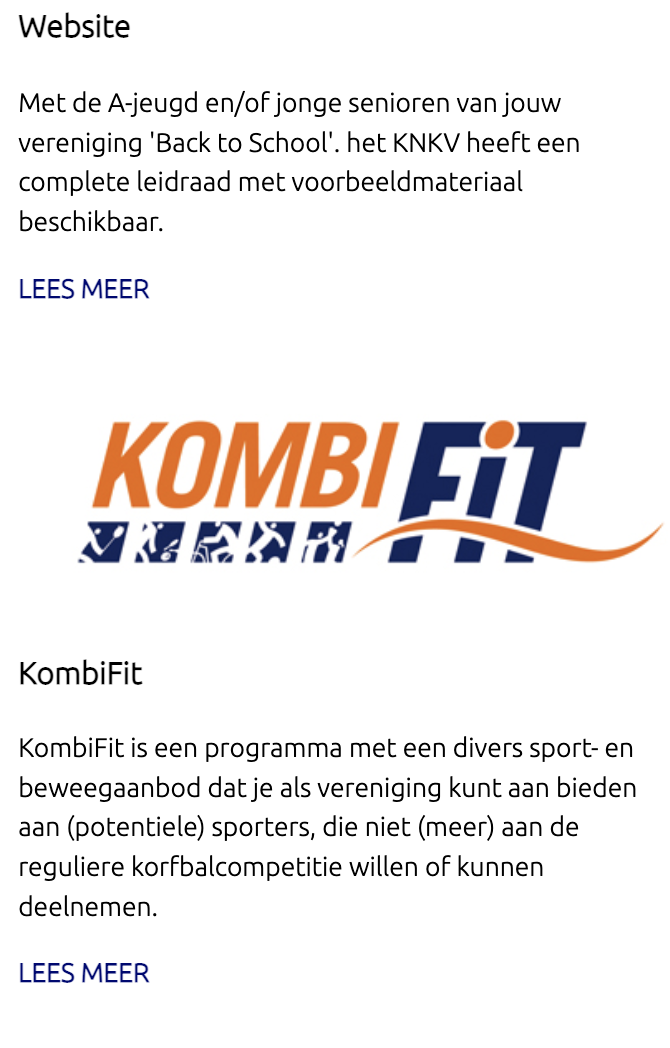 Website
Met de A-jeugd en/of jonge senioren van jouw
vereniging 'Back to School'. het KNKV heeft een
complete leidraad met voorbeeldmateriaal
beschikbaar.
LEES MEER
KOMBI FiT
KombiFit
KombiFit is een programma met een divers sport- en
beweegaanbod dat je als vereniging kunt aan bieden
aan (potentiele) sporters, die niet (meer) aan de
reguliere korfbalcompetitie willen of kunnen
deelnemen.
LEES MEER